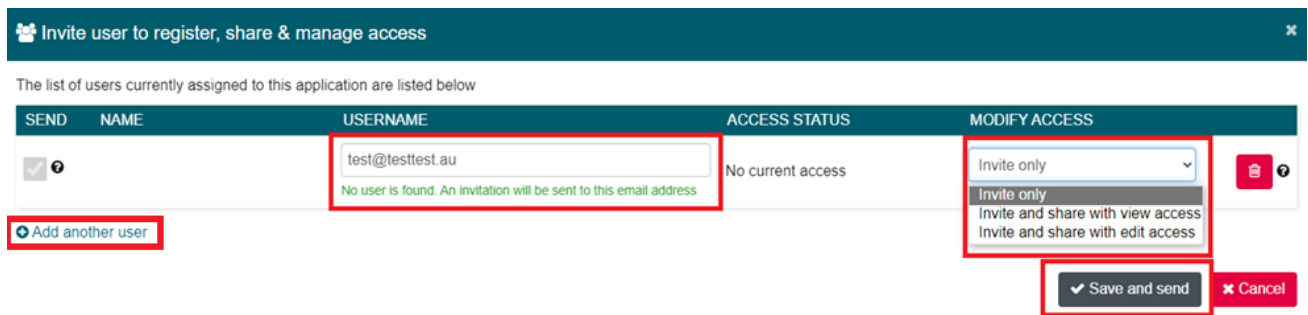 Invite user to register, share & manage access
The list of users currently assigned to this application are listed below
SEND NAME USERNAME ACCESS STATUS MODIFY ACCESS
test@testtest.au
No user is found. An invitation will be sent to this email address
No current access
Invite only
Invite only
Invite and share with view access
Invite and share with edit access
Add another user
Save and send
Cancel